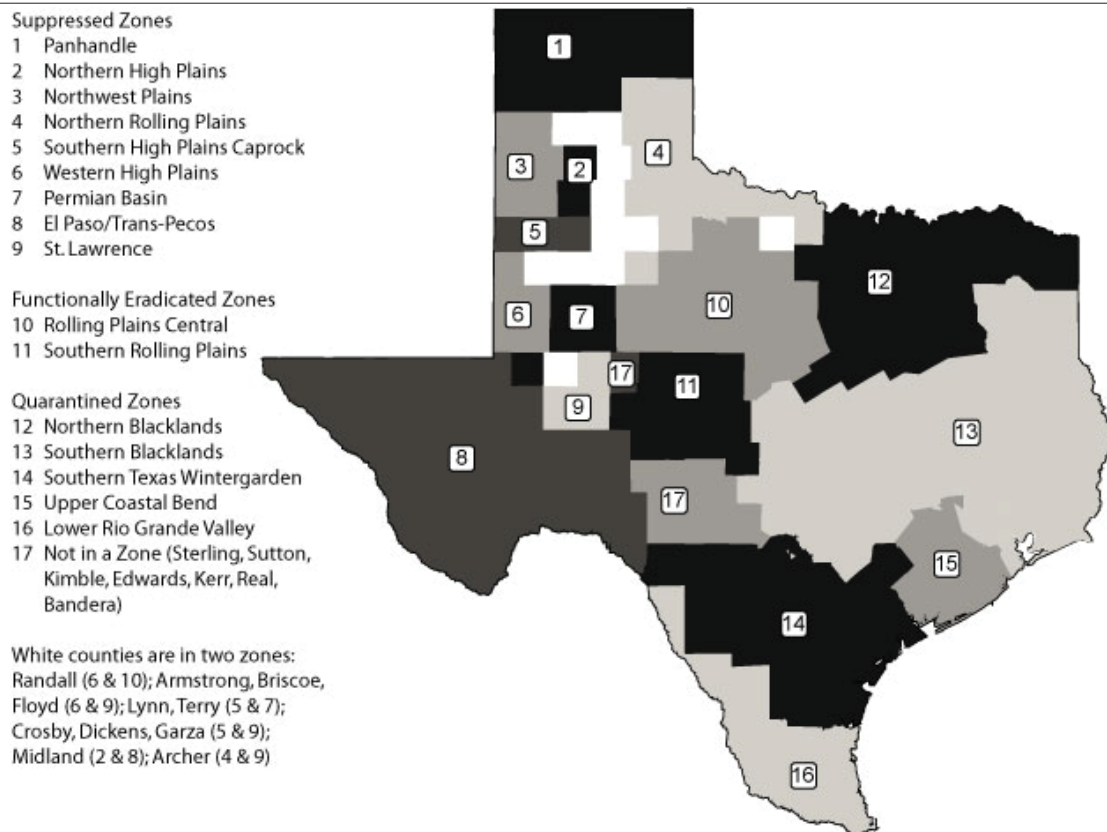 Suppressed Zones
1 Panhandle
2 Northern High Plains
3 Northwest Plains
4 Northern Rolling Plains
5 Southern High Plains Caprock
6 Western High Plains
7 Permian Basin
8 El Paso/Trans-Pecos
9 St. Lawrence
Functionally Eradicated Zones
10 Rolling Plains Central
11 Southern Rolling Plains
Quarantined Zones
12 Northern Blacklands
13 Southern Blacklands
14 Southern Texas Wintergarden
15 Upper Coastal Bend
16 Lower Rio Grande Valley
17 Not in a Zone (Sterling, Sutton,
Kimble, Edwards, Kerr, Real,
Bandera)
White counties are in two zones:
Randall (6 & 10); Armstrong, Briscoe,
Floyd (6 & 9); Lynn, Terry (5 & 7);
Crosby, Dickens, Garza (5 & 9);
Midland (2 & 8); Archer (4 & 9)
1
2
3
4
5
6
7
10
12
17
11
9
8
13
17
15
14
16